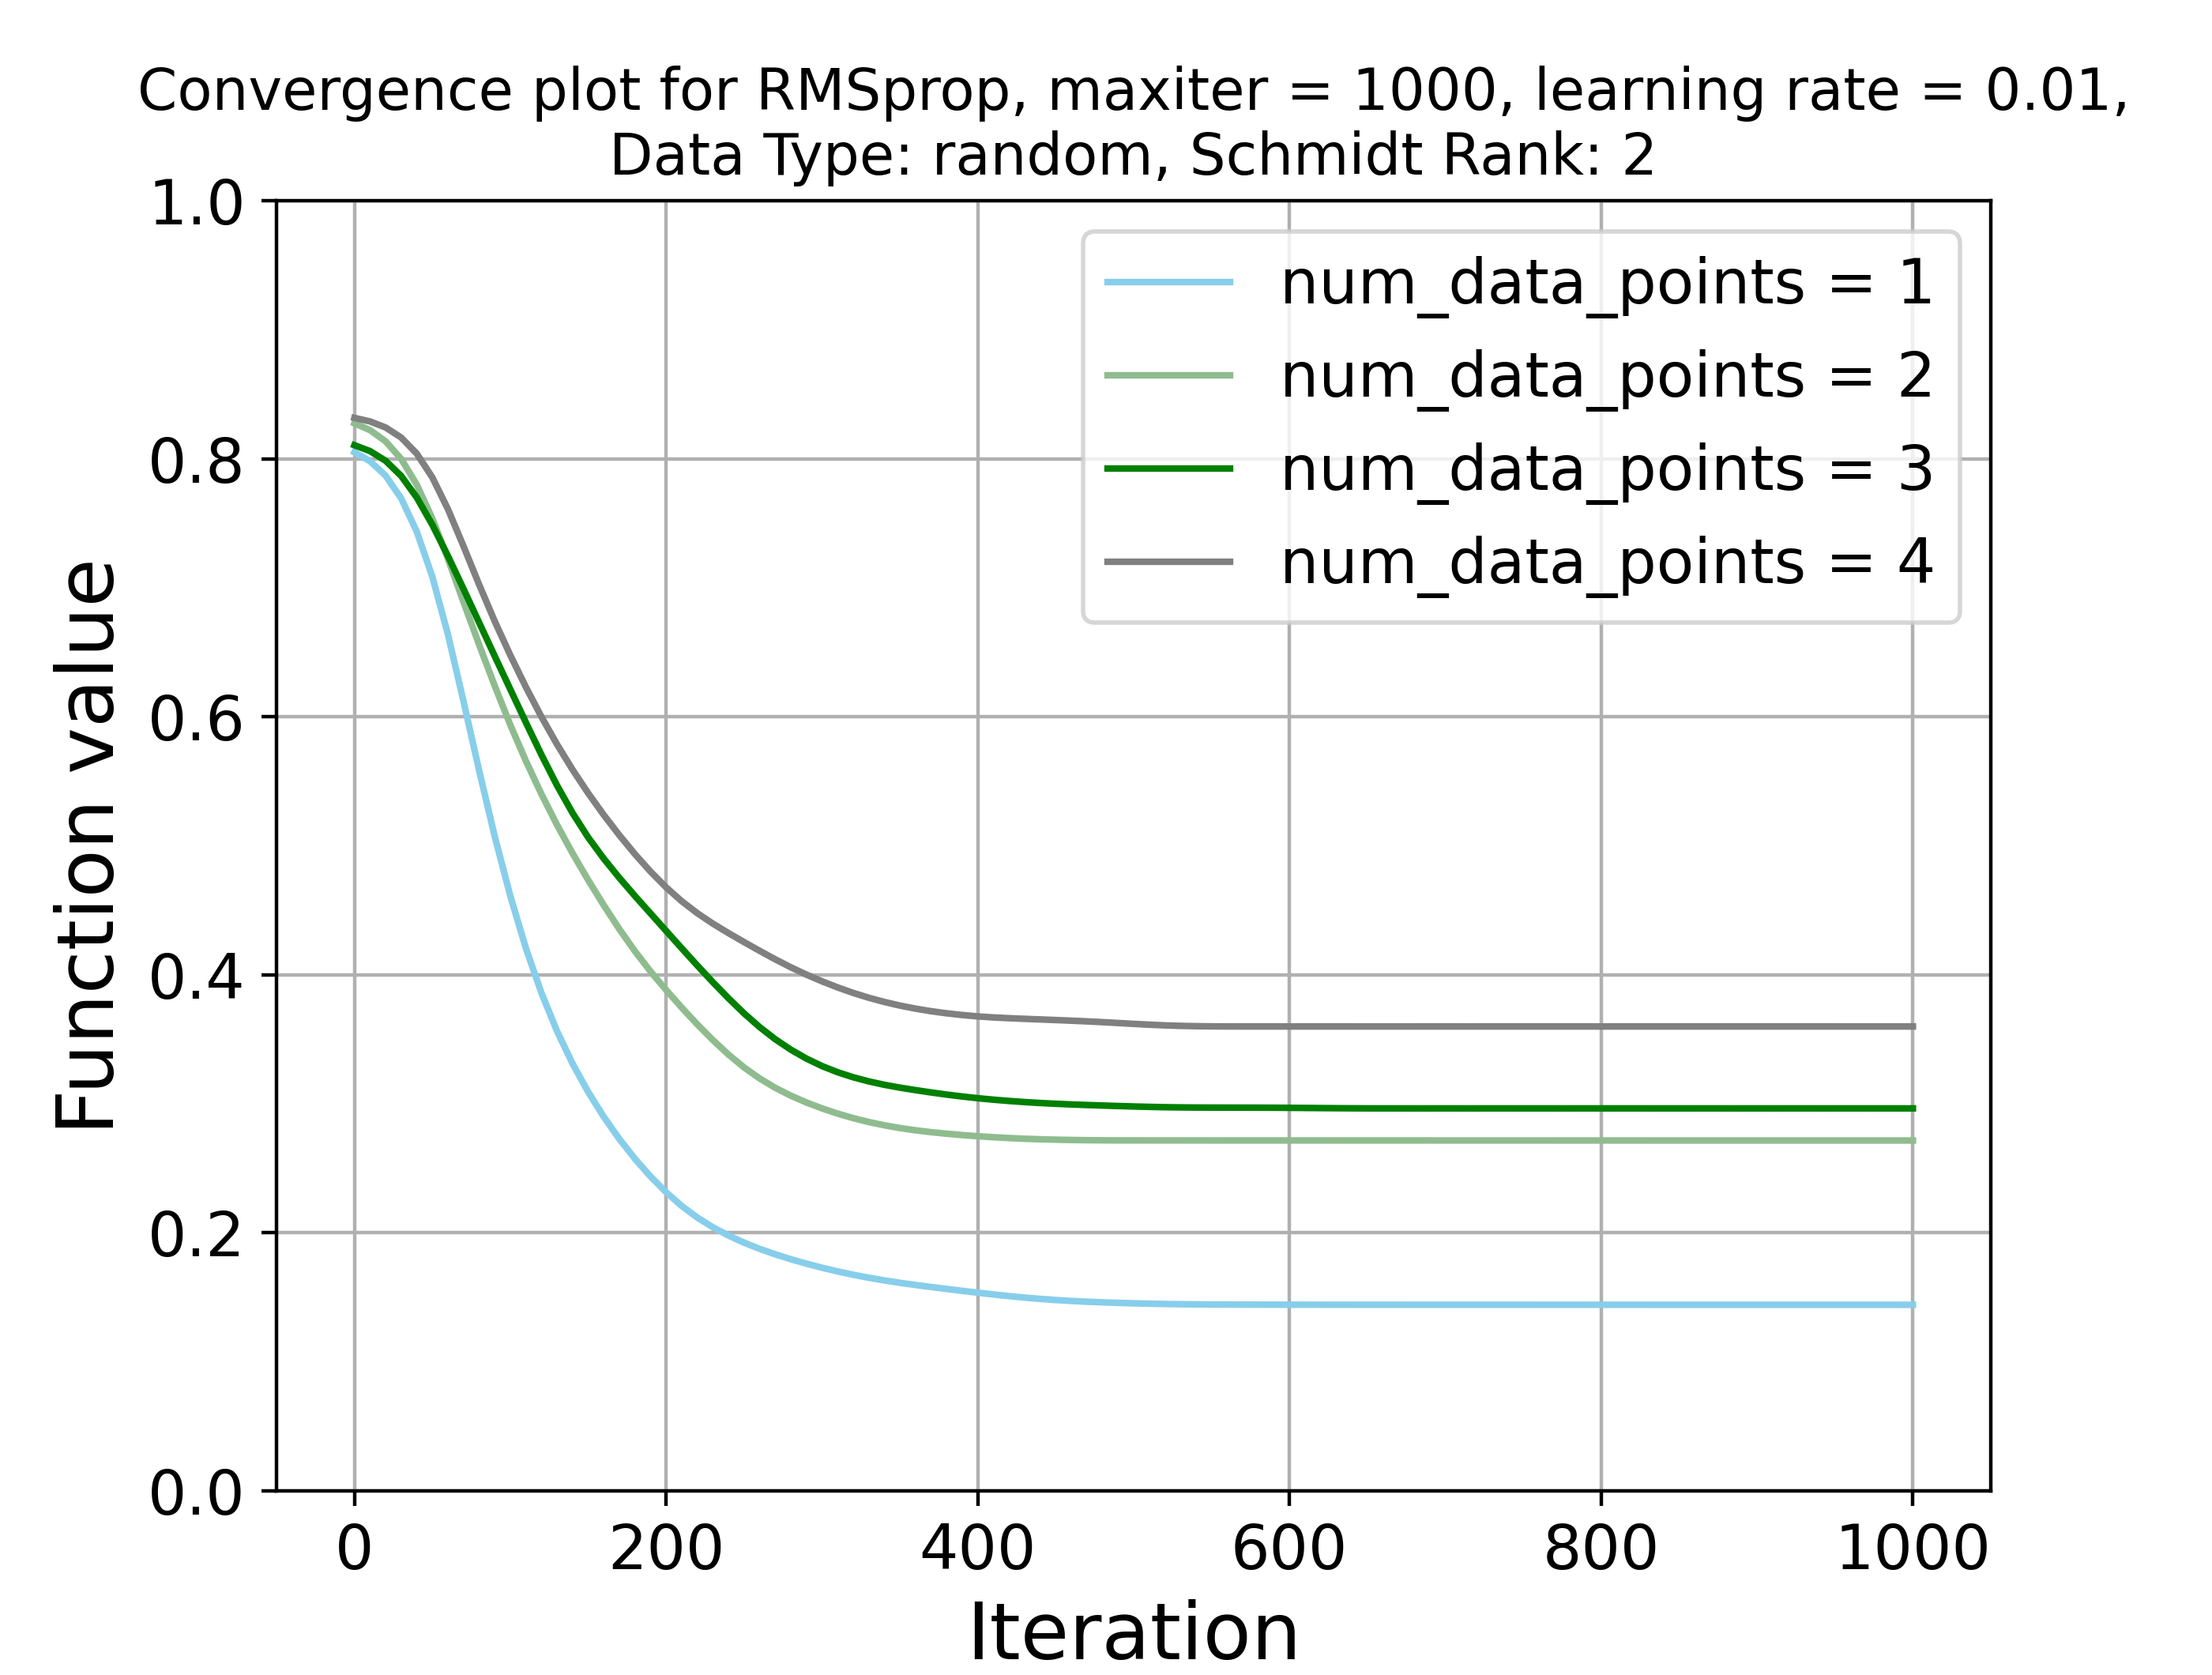 Convergence plot for RMSprop, maxiter = 1000, learning rate = 0.01,
Data Type: random, Schmidt Rank: 2
1.0
0.8
0.6
0.4
0.2
0.0
Function value
num_data_points = 1
num_data_points = 2
num_data_points = 3
num_data_points = 4
0 200 400 600 800 1000
Iteration